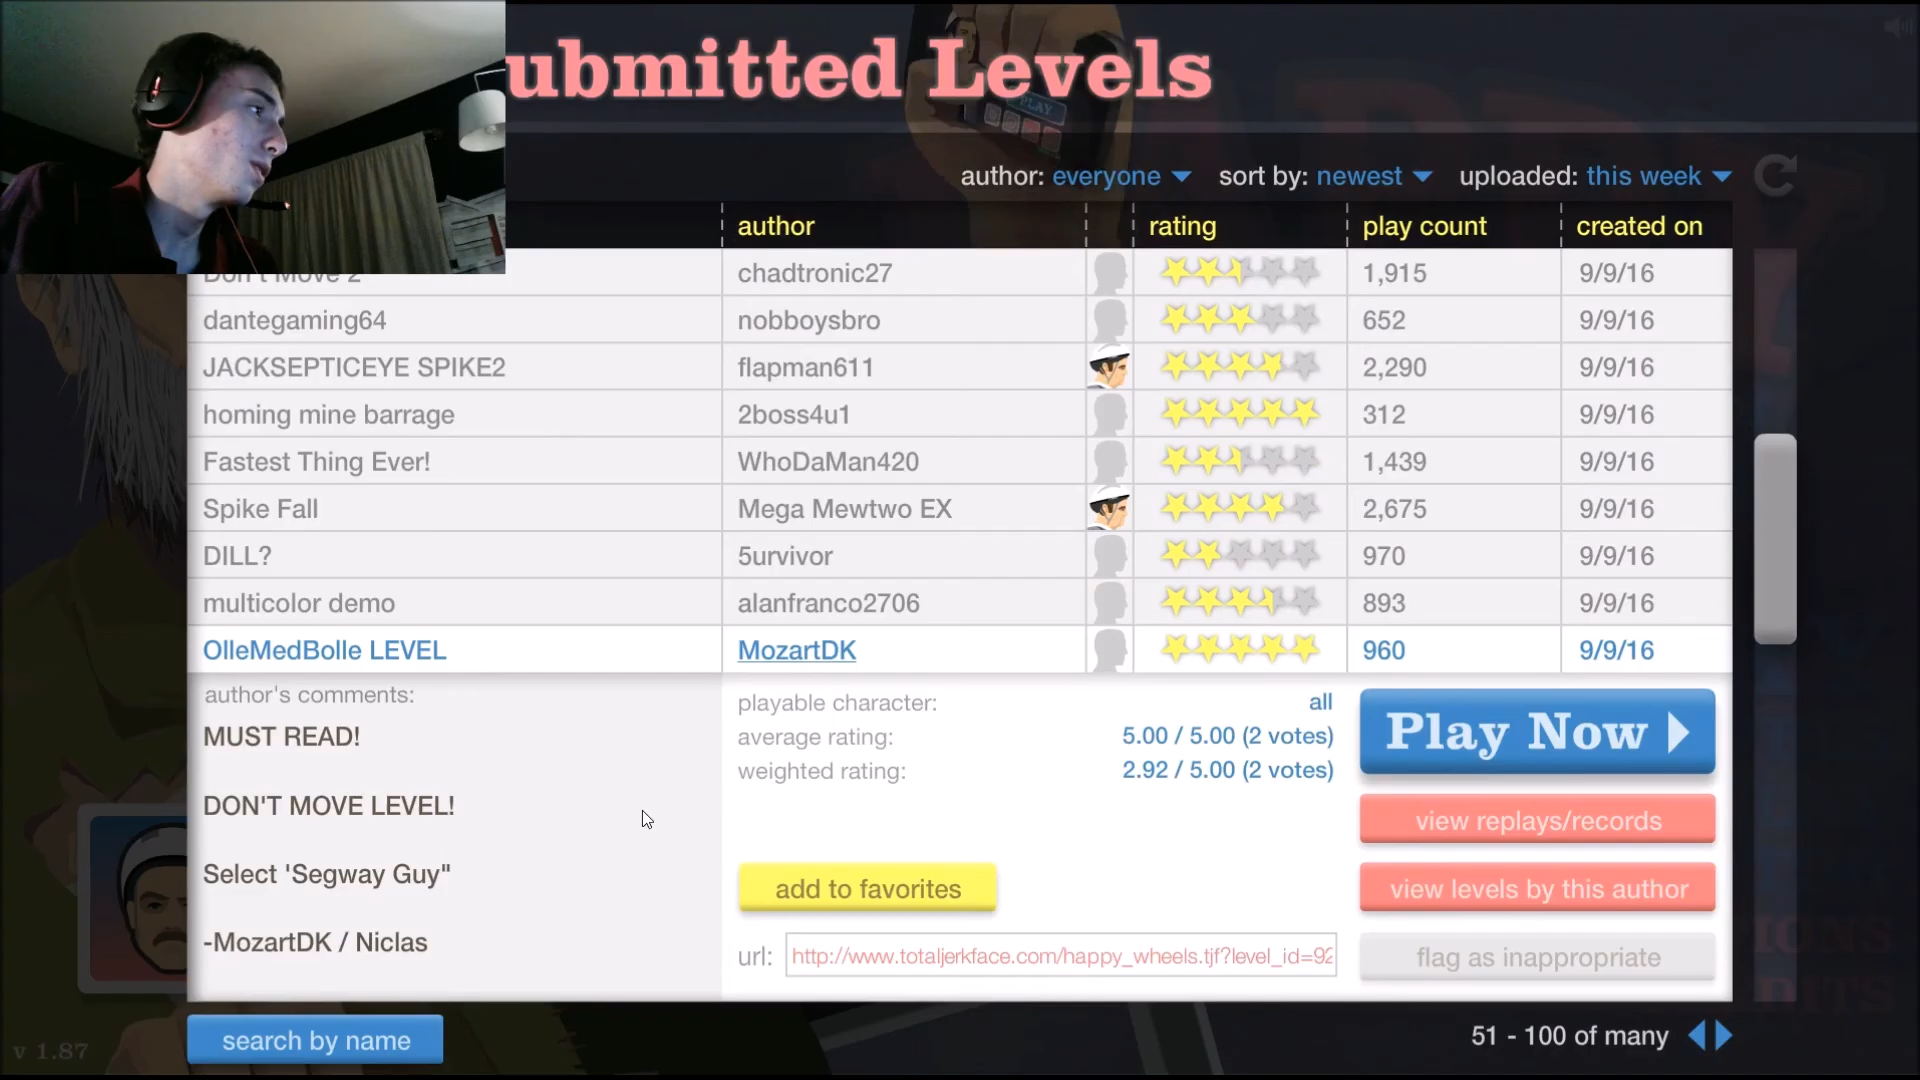 ubmitted Levels
author: everyone sort by: newest uploaded: this week
author rating play count created on
Don't Move 2 chadtronic27 1,915 9/9/16
dantegaming64 nobboysbro 652 9/9/16
JACKSEPTICEYE SPIKE2 flapman611 2,290 9/9/16
homing mine barrage 2boss4u1 312 9/9/16
Fastest Thing Ever! WhoDaMan420 1,439 9/9/16
Spike Fall Mega Mewtwo EX 2,675 9/9/16
DILL? 5urvivor 970 9/9/16
multicolor demo alanfranco2706 893 9/9/16
OlleMedBolle LEVEL MozartDK 960 9/9/16
author's comments:
MUST READ!
DON'T MOVE LEVEL!
Select 'Segway Guy"
-MozartDK / Niclas
playable character: all
average rating: 5.00 / 5.00 (2 votes)
weighted rating: 2.92 / 5.00 (2 votes)
add to favorites
url: http://www.totaljerkface.com/happy_wheels.tjf?level_id=92
Play Now
view replays/records
view levels by this author
flag as inappropriate
search by name
51 - 100 of many
v 1.87
PLAY